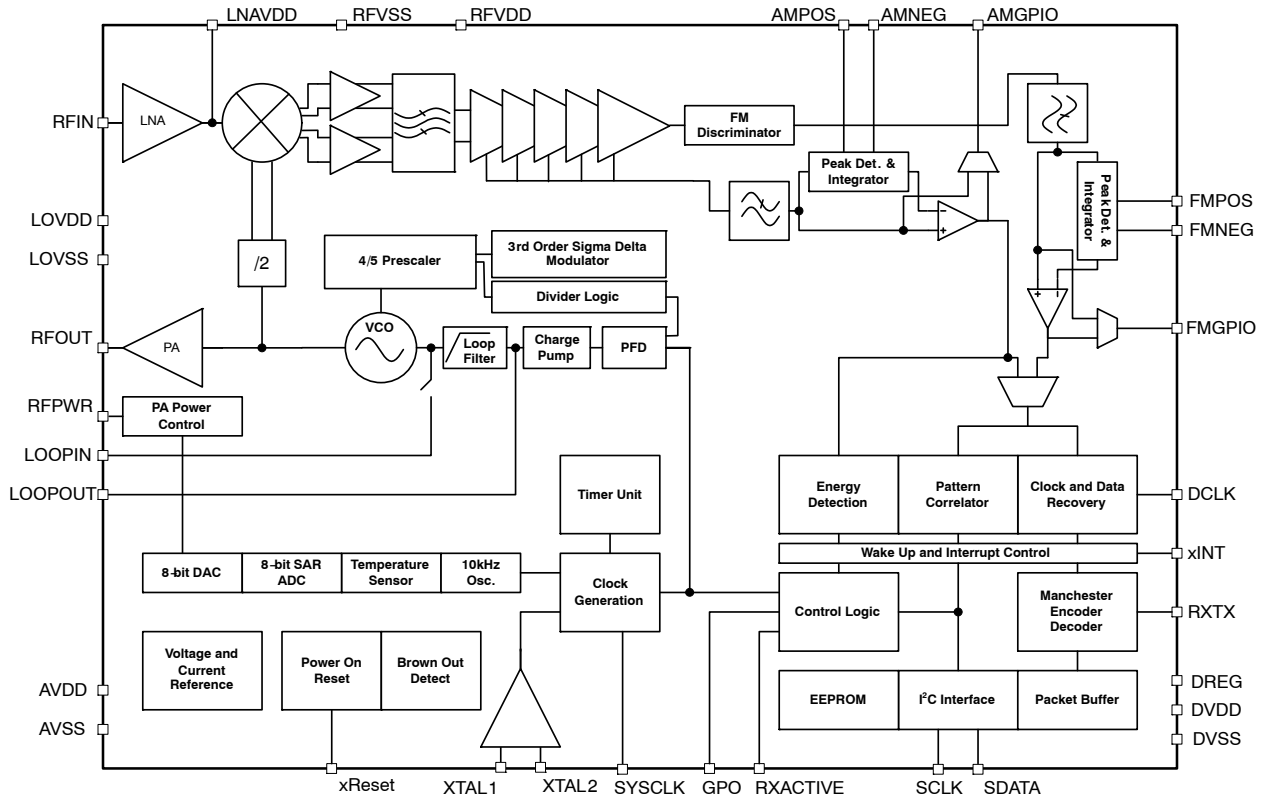 LNAVDD
RFVSS
RFVDD
AMPOS
AMNEG
AMGPIO
RFIN
LNA
FM
Discriminator
Peak Det. &
Integrator
Peak Det. &
Integrator
FMPOS
FMNEG
LOVDD
LOVSS
/2
4/5 Prescaler
3rd Order Sigma Delta
Modulator
Divider Logic
-
+
+
-
RFOUT
PA
VCO
Loop
Filter
Charge
Pump
PFD
FMGPIO
RFPWR
PA Power
Control
LOOPIN
LOOPOUT
Timer Unit
Energy
Detection
Pattern
Correlator
Clock and Data
Recovery
DCLK
Wake Up and Interrupt Control
xINT
8-bit DAC
8-bit SAR
ADC
Temperature
Sensor
10kHz
Osc.
Clock
Generation
Control Logic
Manchester
Encoder
Decoder
RXTX
Voltage and
Current
Reference
Power On
Reset
Brown Out
Detect
EEPROM
I²C Interface
Packet Buffer
AVDD
AVSS
DREG
DVDD
DVSS
xReset
XTAL1
XTAL2
SYSCLK
GPO
RXACTIVE
SCLK
SDATA